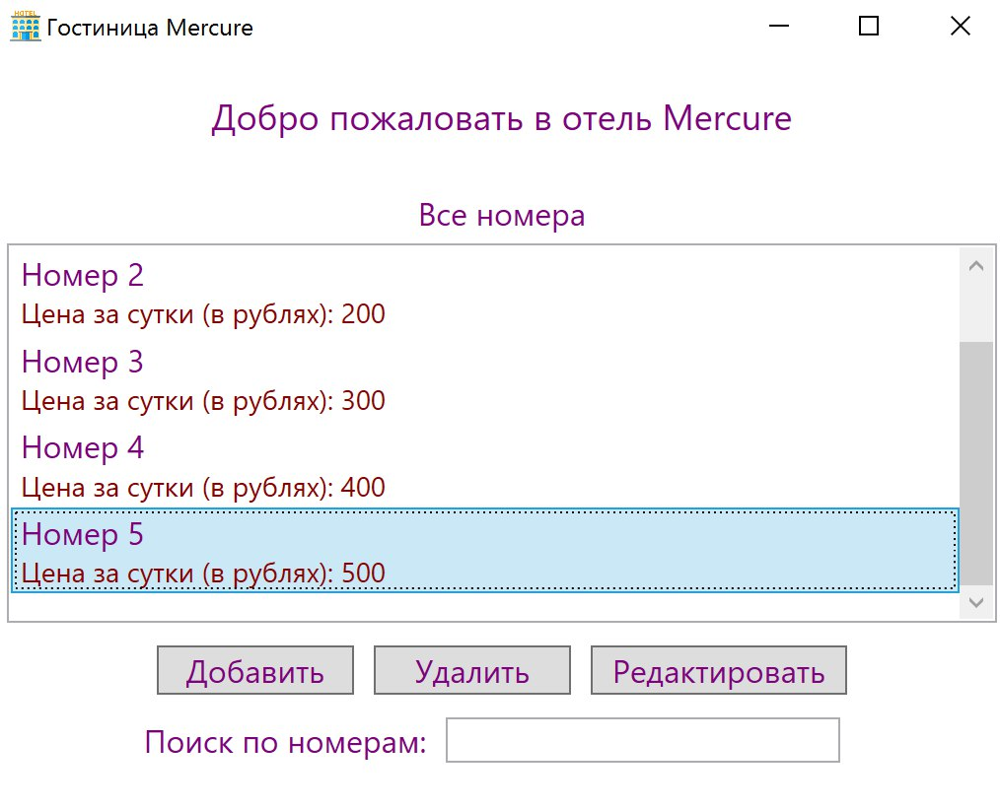 HOTEL
Гостиница Mercure
Добро пожаловать в отель Mercure
Все номера
Номер 2
Цена за сутки (в рублях): 200
Номер 3
Цена за сутки (в рублях): 300
Номер 4
Цена за сутки (в рублях): 400
Номер 5
Цена за сутки (в рублях): 500
Добавить Удалить Редактировать
Поиск по номерам: